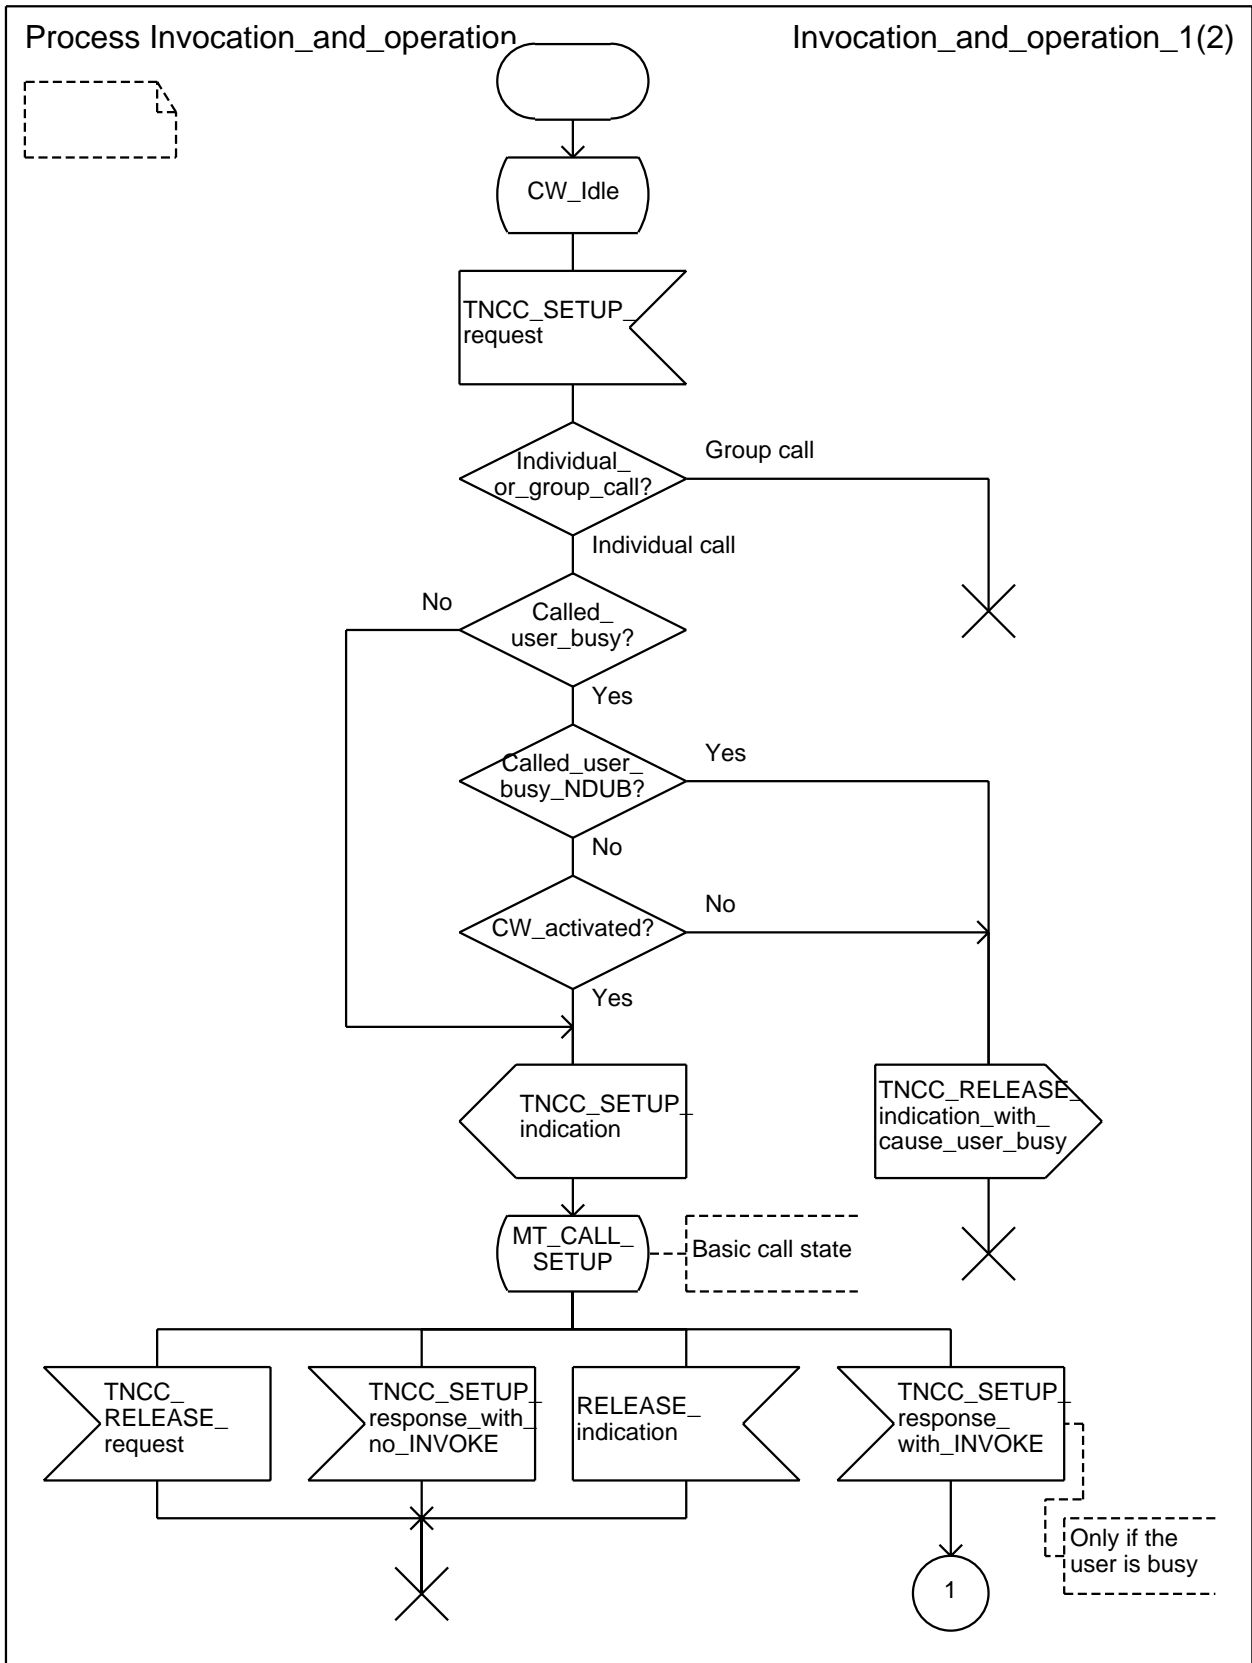 Process Invocation_and_operation
Invocation_and_operation_1(2)
CW_Idle
TNCC_SETUP_
request
Individual_
or_group_call?
Group call
Individual call
No
Called_
user_busy?
Yes
Called_user_
busy_NDUB?
Yes
No
CW_activated?
No
Yes
TNCC_SETUP_
indication
TNCC_RELEASE_
indication_with_
cause_user_busy
MT_CALL_
SETUP
Basic call state
TNCC_
RELEASE_
request
TNCC_SETUP_
response_with_
no_INVOKE
RELEASE_
indication
TNCC_SETUP_
response_
with_INVOKE
Only if the
user is busy
1